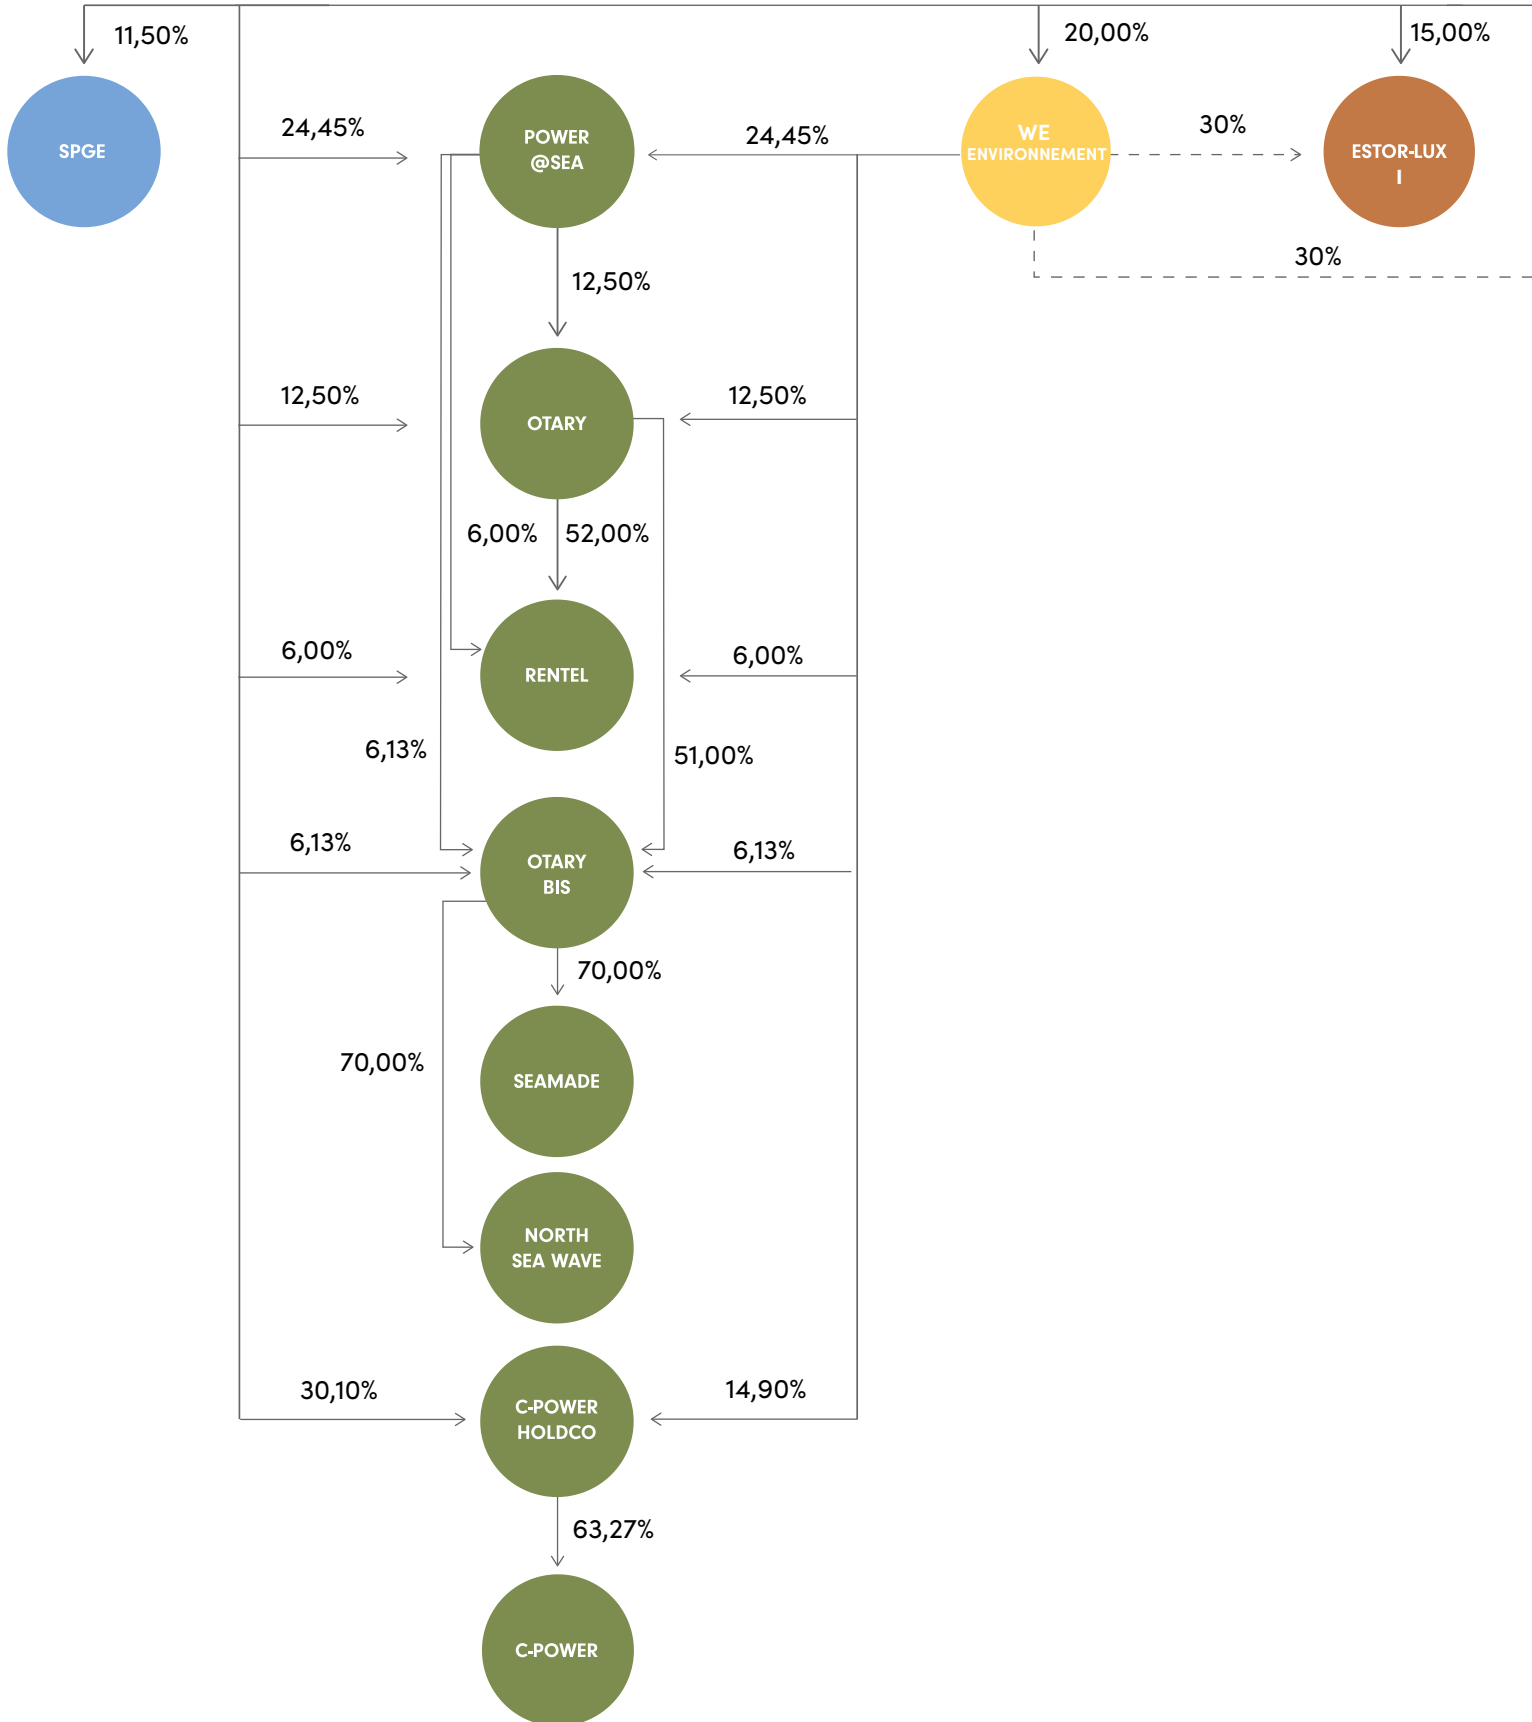 11,50%
20,00%
15,00%
SPGE
24,45%
POWER
@SEA
24,45%
WE
ENVIRONNEMENT
30%
ESTOR-LUX
I
30%
12,50%
12,50%
OTARY
12,50%
6,00%
52,00%
6,00%
RENTEL
6,00%
6,13%
51,00%
6,13%
OTARY
BIS
6,13%
70,00%
70,00%
SEAMADE
NORTH
SEA WAVE
30,10%
C-POWER
HOLDCO
14,90%
63,27%
C-POWER